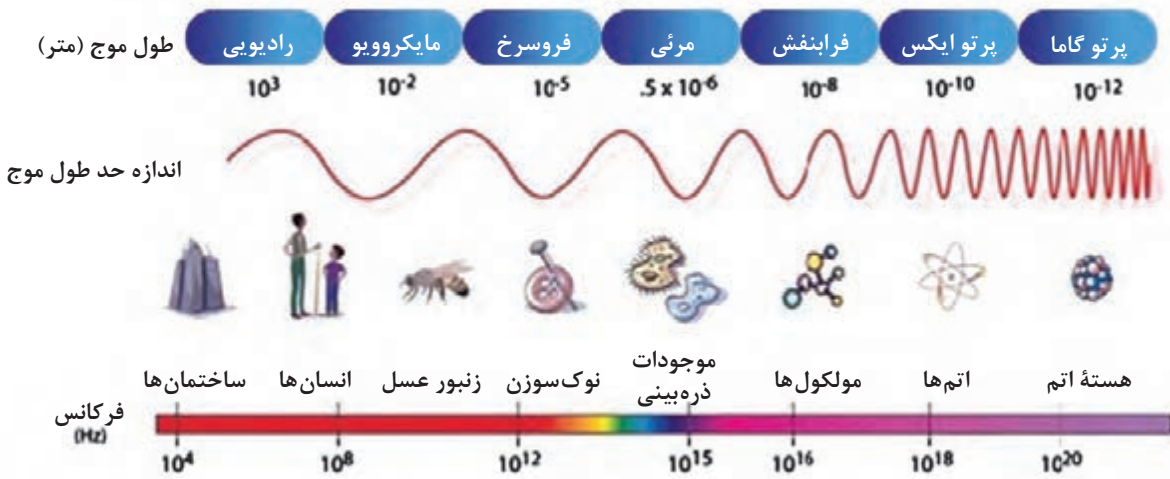 طول موج (متر) رادیویی مایکروویو فروسرخ مرئی فرابنفش پرتو ایکس پرتو گاما
10³ 10⁻² 10⁻⁵ .5 x 10⁻⁶ 10⁻⁸ 10⁻¹⁰ 10⁻¹²
اندازه حد طول موج
ساختمان‌ها انسان‌ها زنبور عسل نوک‌سوزن موجودات ذره‌بینی مولکول‌ها اتم‌ها هستهٔ اتم
فرکانس
(Hz)
10⁴ 10⁸ 10¹² 10¹⁵ 10¹⁶ 10¹⁸ 10²⁰